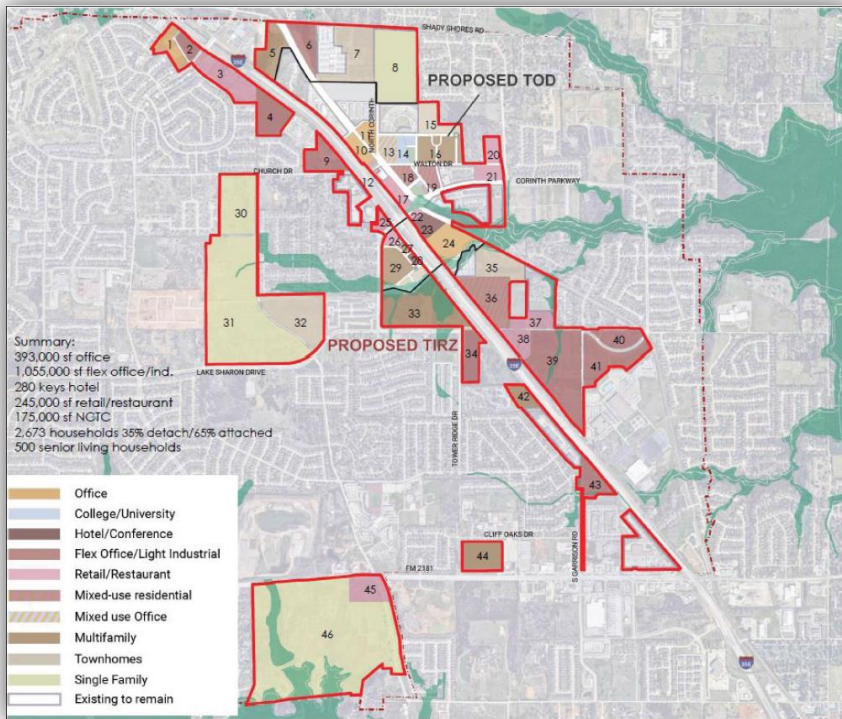 SHADY SHORES RD
1
2
3
4
5
6
7
8
PROPOSED TOD
NORTH CORINTH
15
11
10
13
14
16
WALTON DR
20
9
CHURCH DR
12
18
19
21
CORINTH PARKWAY
17
25
22
23
24
26
27
28
29
30
31
32
35
36
33
37
PROPOSED TIRZ
34
38
39
40
41
LAKE SHARON DRIVE
Summary:
393,000 sf office
1,055,000 sf flex office/ind.
280 keys hotel
245,000 sf retail/restaurant
175,000 sf NCTC
2,673 households 35% detach/65% attached
500 senior living households
42
TOWER RIDGE DR
43
CLIFF OAKS DR
44
S GARRISON RD
FM 2181
45
46
Office
College/University
Hotel/Conference
Flex Office/Light Industrial
Retail/Restaurant
Mixed-use residential
Mixed use Office
Multifamily
Townhomes
Single Family
Existing to remain